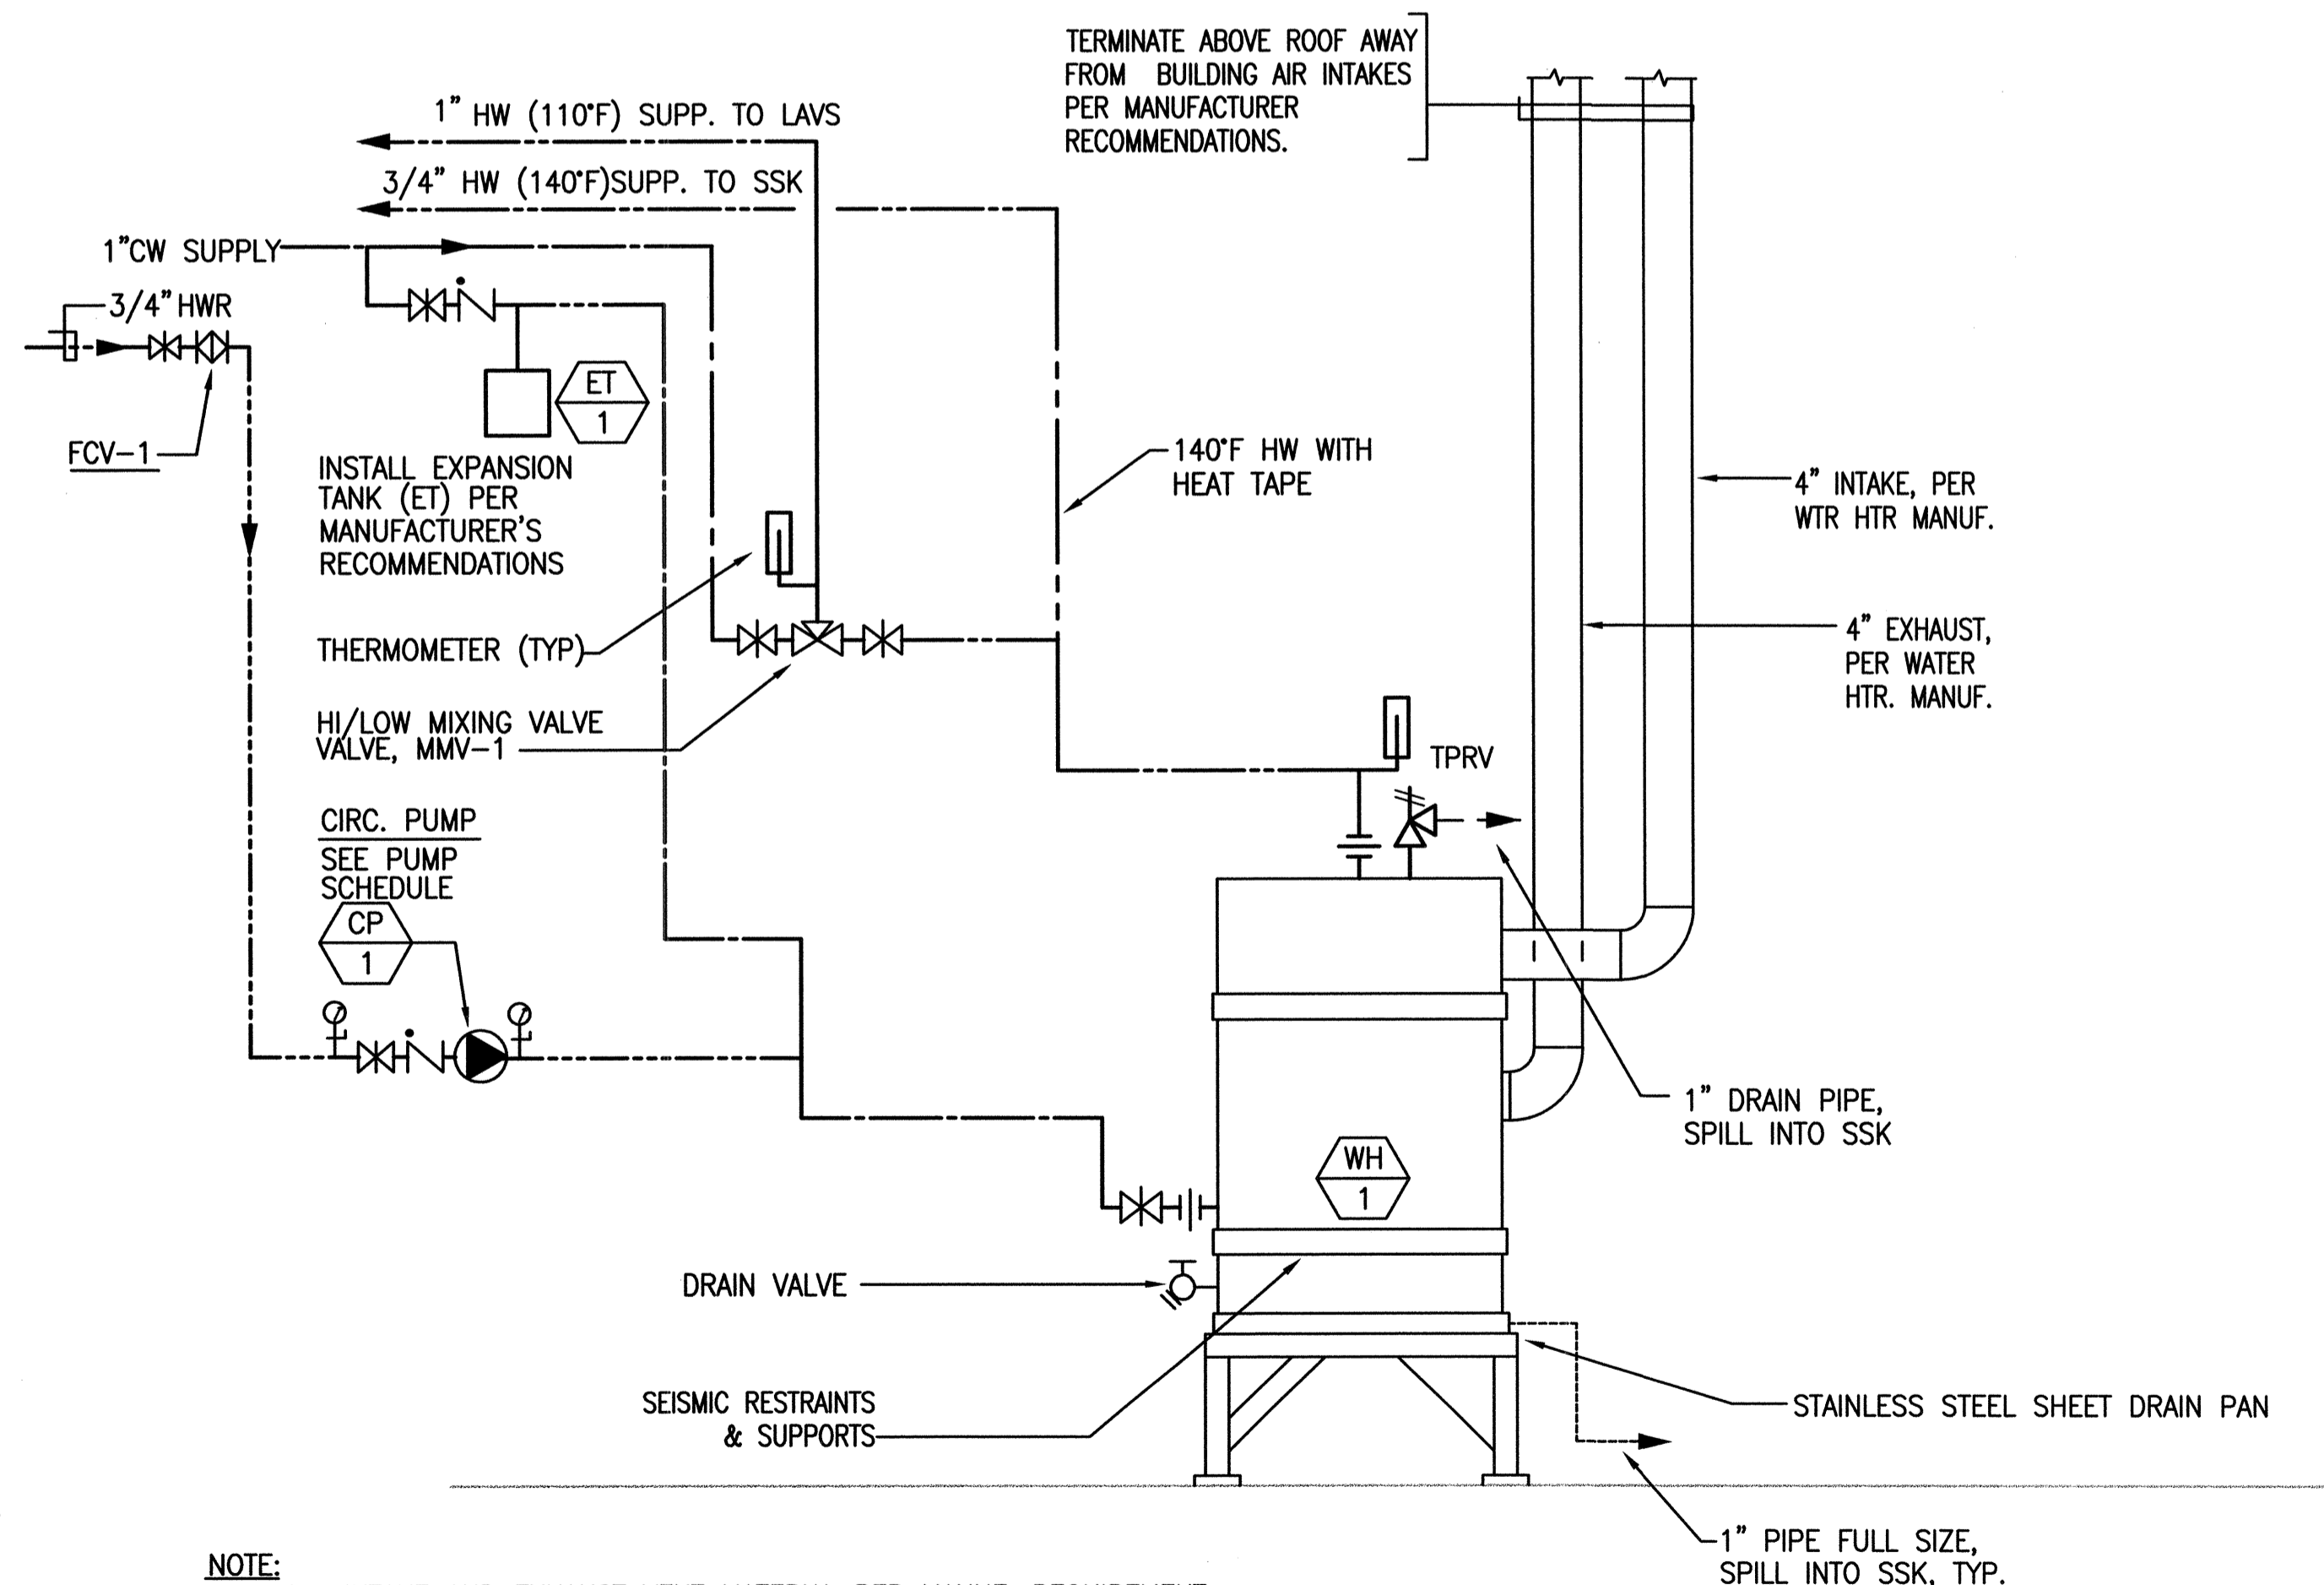 TERMINATE ABOVE ROOF AWAY
FROM BUILDING AIR INTAKES
PER MANUFACTURER
RECOMMENDATIONS.
1" HW (110°F) SUPP. TO LAVS
3/4" HW (140°F)SUPP. TO SSK
1"CW SUPPLY
3/4" HWR
FCV-1
ET
1
INSTALL EXPANSION
TANK (ET) PER
MANUFACTURER'S
RECOMMENDATIONS
140°F HW WITH
HEAT TAPE
4" INTAKE, PER
WTR HTR MANUF.
THERMOMETER (TYP)
4" EXHAUST,
PER WATER
HTR. MANUF.
HI/LOW MIXING VALVE
VALVE, MMV-1
TPRV
CIRC. PUMP
SEE PUMP
SCHEDULE
CP
1
1" DRAIN PIPE,
SPILL INTO SSK
WH
1
DRAIN VALVE
SEISMIC RESTRAINTS
& SUPPORTS
STAINLESS STEEL SHEET DRAIN PAN
1" PIPE FULL SIZE,
SPILL INTO SSK, TYP.
NOTE: